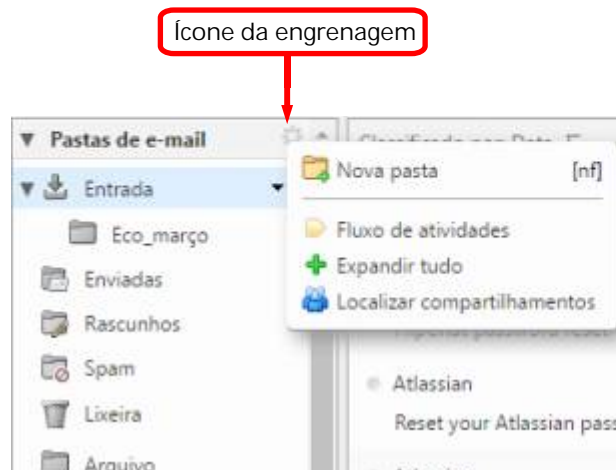 Ícone da engrenagem
Pastas de e-mail
Entrada
Eco_março
Enviadas
Rascunhos
Spam
Lixeira
Arquivo
Nova pasta [nf]
Fluxo de atividades
Expandir tudo
Localizar compartilhamentos
Atlassian
Reset your Atlassian pass